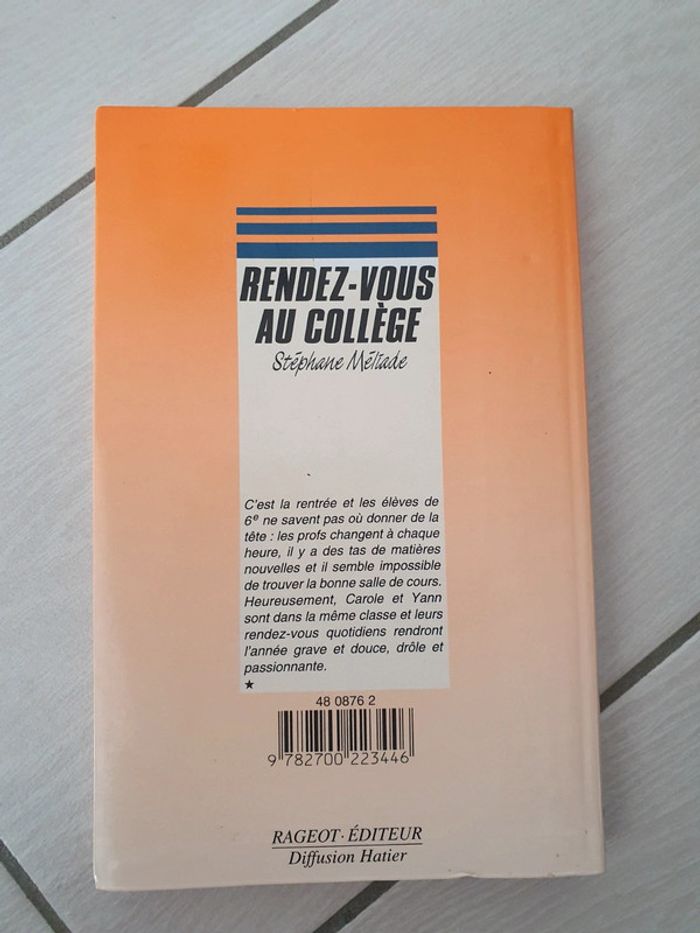 RENDEZ-VOUS
AU COLLÈGE
Stéphane Méliade
C'est la rentrée et les élèves de
6e ne savent pas où donner de la
tête : les profs changent à chaque
heure, il y a des tas de matières
nouvelles et il semble impossible
de trouver la bonne salle de cours.
Heureusement, Carole et Yann
sont dans la même classe et leurs
rendez-vous quotidiens rendront
l'année grave et douce, drôle et
passionnante.
★
48 0876 2
9 782700 223446
RAGEOT·ÉDITEUR
Diffusion Hatier